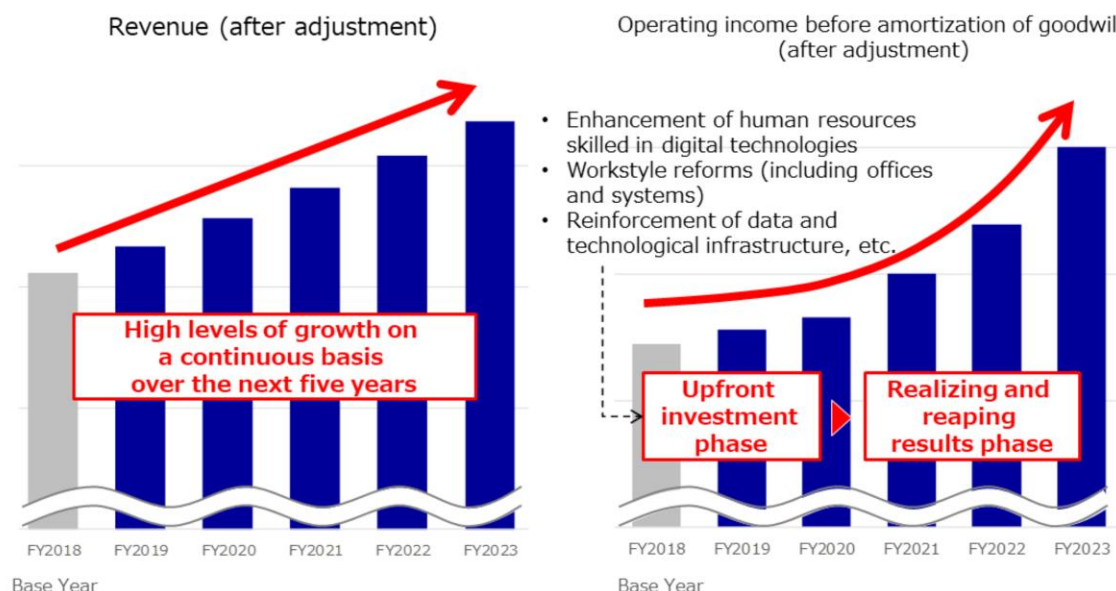 Revenue (after adjustment)
High levels of growth on
a continuous basis
over the next five years
FY2018 FY2019 FY2020 FY2021 FY2022 FY2023
Base Year
Operating income before amortization of goodwil
(after adjustment)
• Enhancement of human resources
skilled in digital technologies
• Workstyle reforms (including offices
and systems)
• Reinforcement of data and
technological infrastructure, etc.
Upfront
investment
phase
Realizing and
reaping
results phase
FY2018 FY2019 FY2020 FY2021 FY2022 FY2023
Base Year